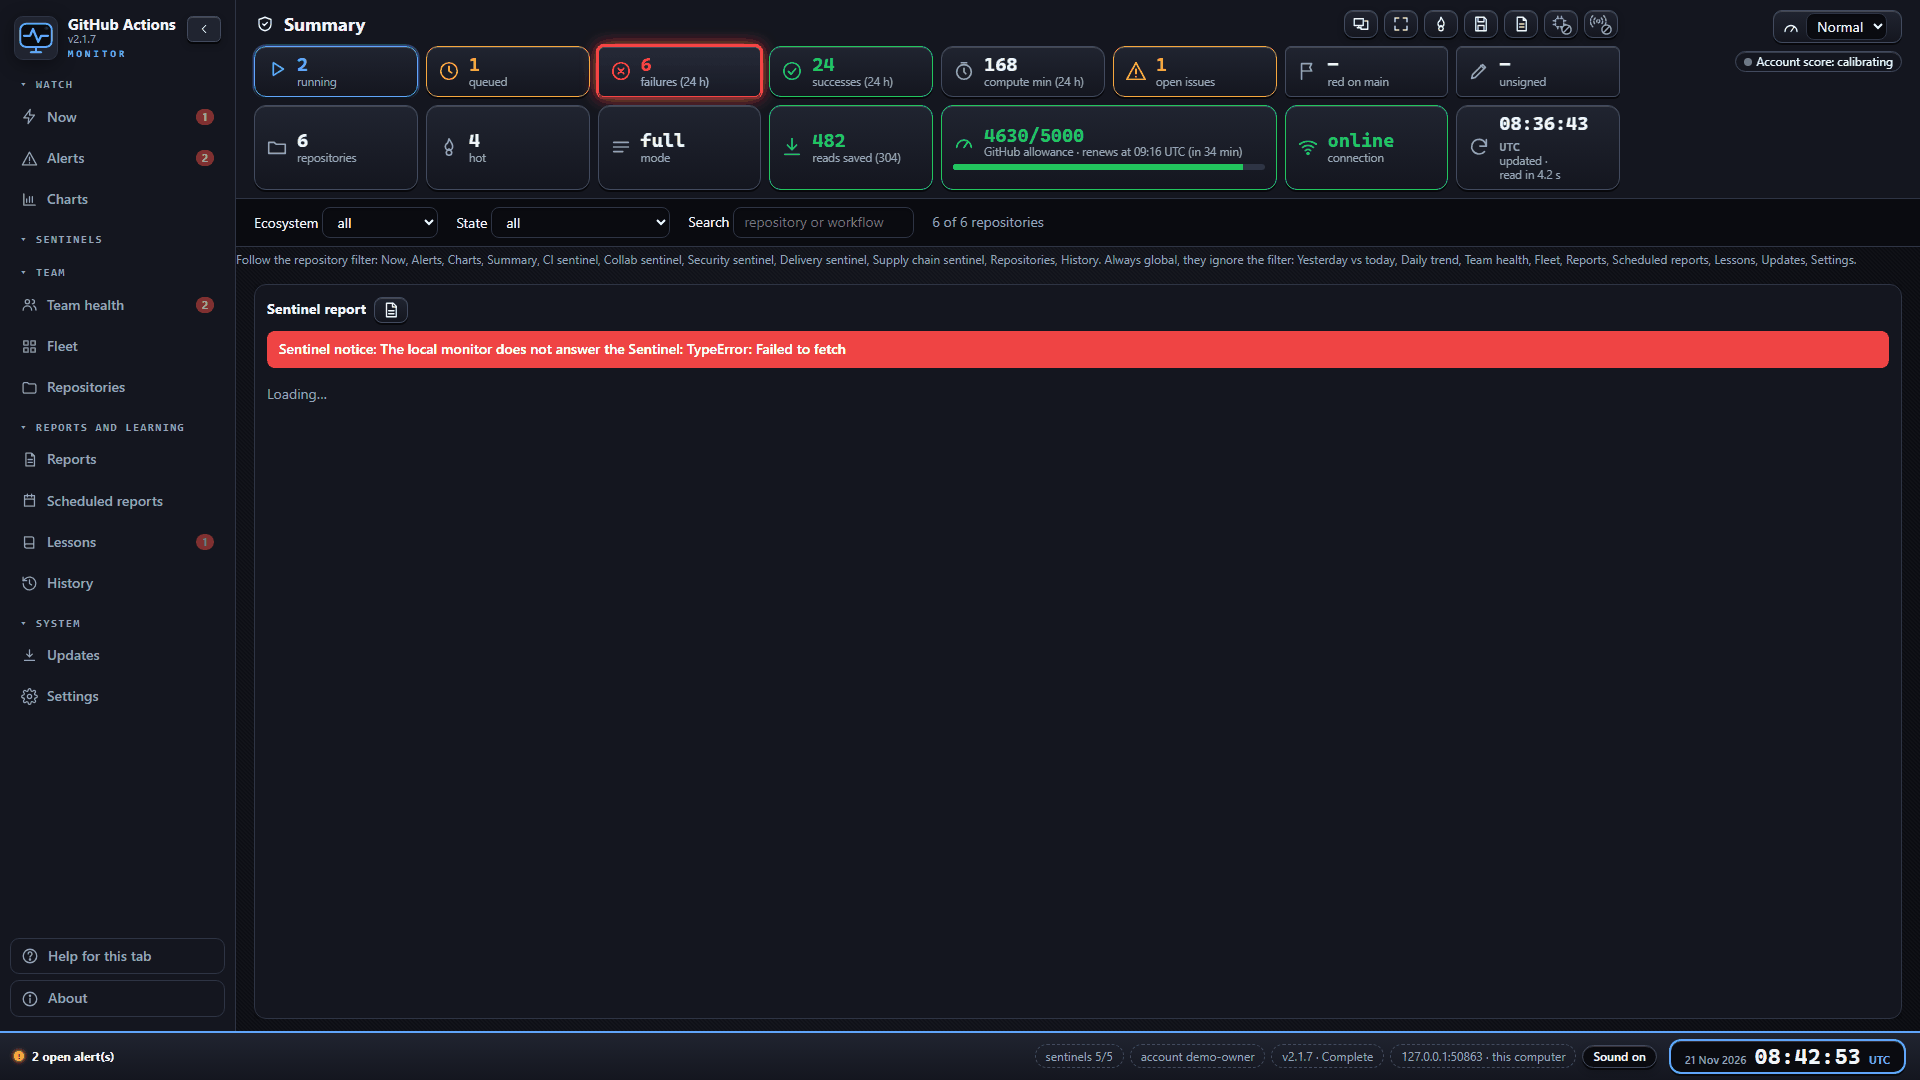 GitHub Actions
v2.1.7
MONITOR
WATCH
Now 1
Alerts 2
Charts
SENTINELS
TEAM
Team health 2
Fleet
Repositories
REPORTS AND LEARNING
Reports
Scheduled reports
Lessons 1
History
SYSTEM
Updates
Settings
Help for this tab
About
Summary
Normal
Account score: calibrating
2
running
1
queued
6
failures (24 h)
24
successes (24 h)
168
compute min (24 h)
1
open issues
–
red on main
–
unsigned
6
repositories
4
hot
full
mode
482
reads saved (304)
4630/5000
GitHub allowance · renews at 09:16 UTC (in 34 min)
online
connection
08:36:43
UTC
updated ·
read in 4.2 s
Ecosystem all State all Search repository or workflow 6 of 6 repositories
Follow the repository filter: Now, Alerts, Charts, Summary, CI sentinel, Collab sentinel, Security sentinel, Delivery sentinel, Supply chain sentinel, Repositories, History. Always global, they ignore the filter: Yesterday vs today, Daily trend, Team health, Fleet, Reports, Scheduled reports, Lessons, Updates, Settings.
Sentinel report
Sentinel notice: The local monitor does not answer the Sentinel: TypeError: Failed to fetch
Loading...
2 open alert(s)
sentinels 5/5
account demo-owner
v2.1.7 · Complete
127.0.0.1:50863 · this computer
Sound on
21 Nov 2026 08:42:53 UTC